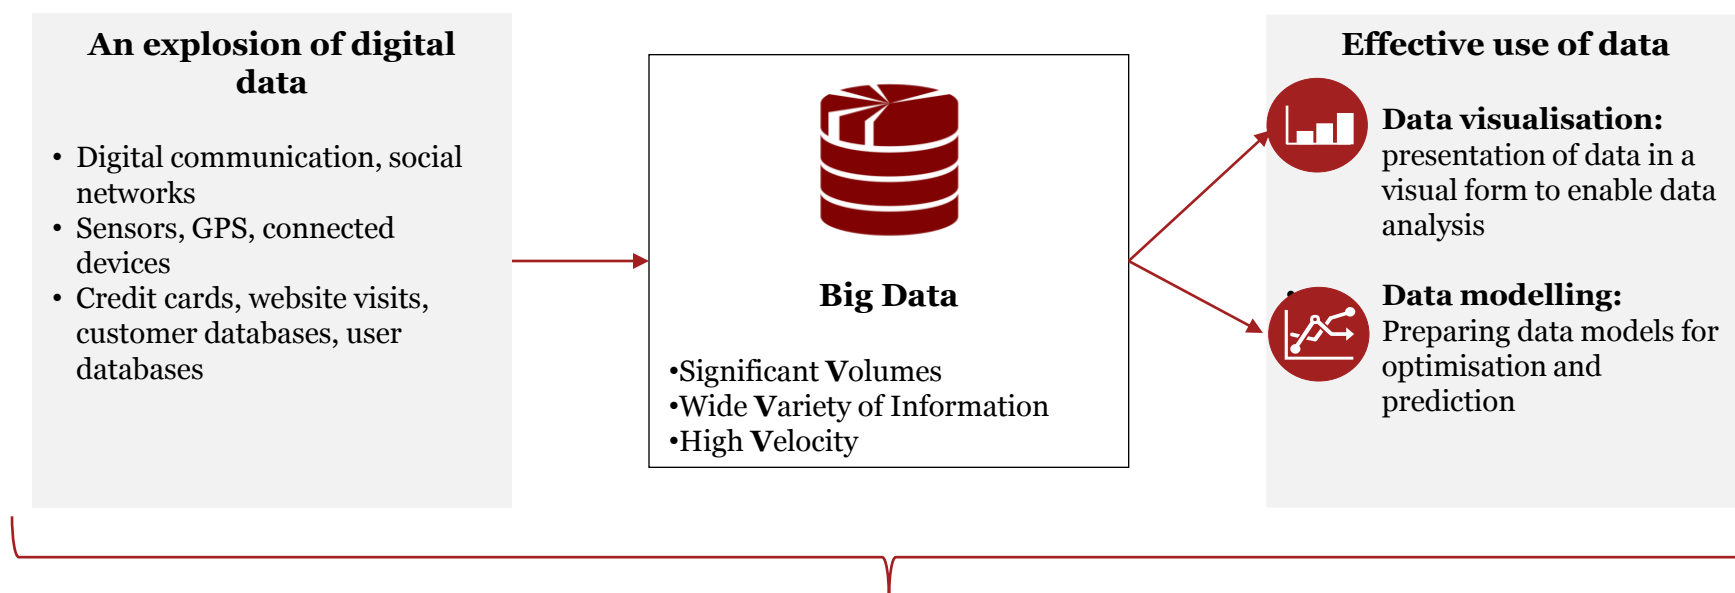 An explosion of digital
data
• Digital communication, social
networks
• Sensors, GPS, connected
devices
• Credit cards, website visits,
customer databases, user
databases
Big Data
•Significant Volumes
•Wide Variety of Information
•High Velocity
Effective use of data
Data visualisation:
presentation of data in a
visual form to enable data
analysis
• Data modelling:
Preparing data models for
optimisation and
prediction